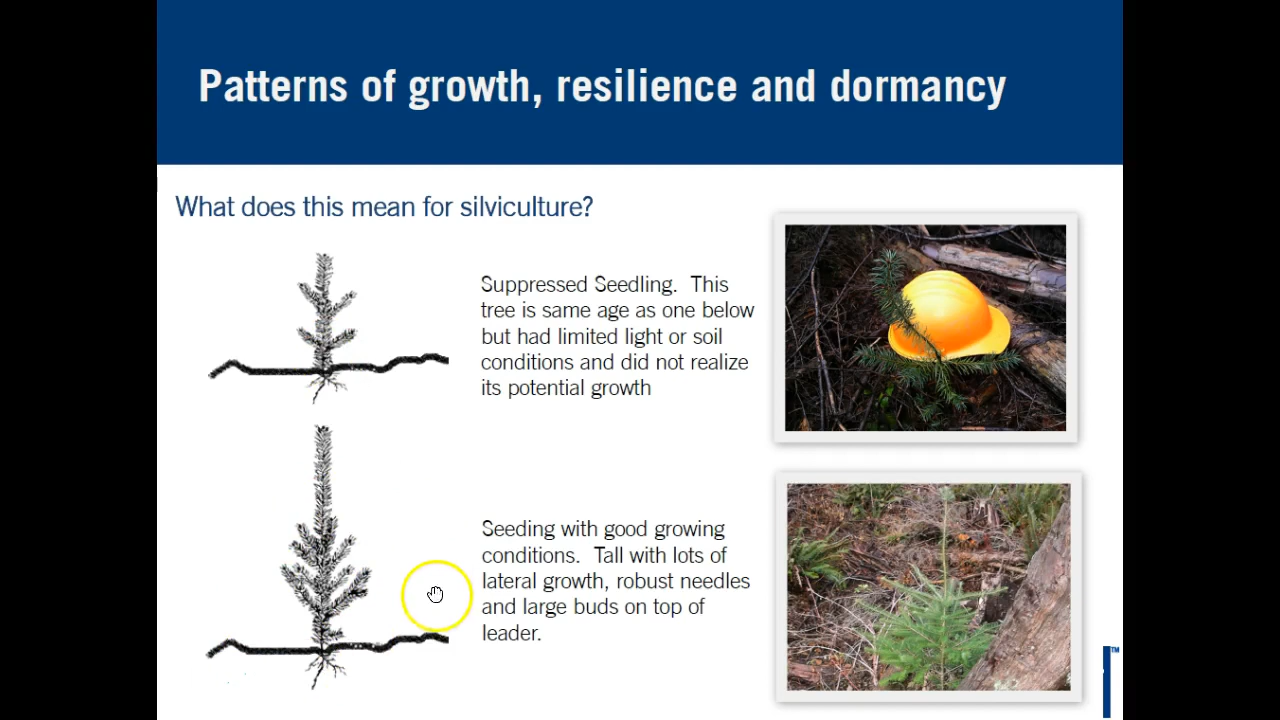 Patterns of growth, resilience and dormancy
What does this mean for silviculture?
Suppressed Seedling. This
tree is same age as one below
but had limited light or soil
conditions and did not realize
its potential growth
Seeding with good growing
conditions. Tall with lots of
lateral growth, robust needles
and large buds on top of
leader.
TM